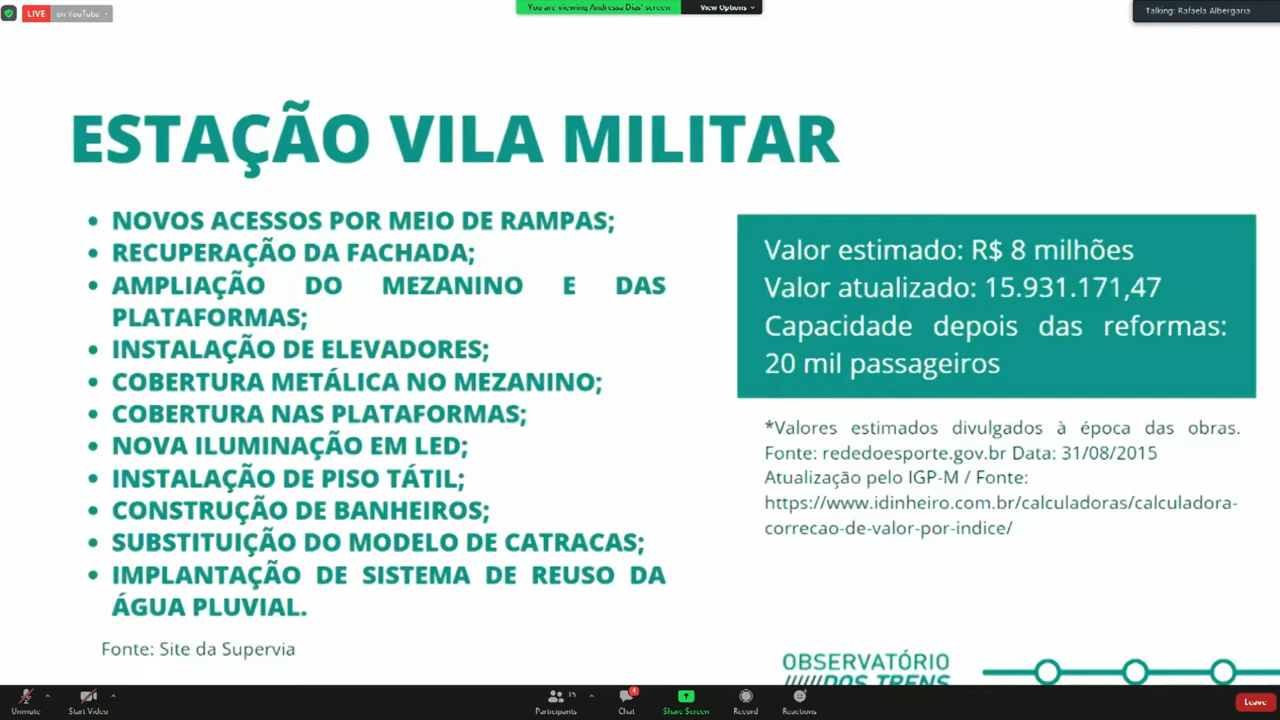 LIVE on YouTube
You are viewing Andressa Dias' screen
View Options
Talking: Rafaela Albergaria
ESTAÇÃO VILA MILITAR
• NOVOS ACESSOS POR MEIO DE RAMPAS;
• RECUPERAÇÃO DA FACHADA;
• AMPLIAÇÃO DO MEZANINO E DAS
PLATAFORMAS;
• INSTALAÇÃO DE ELEVADORES;
• COBERTURA METÁLICA NO MEZANINO;
• COBERTURA NAS PLATAFORMAS;
• NOVA ILUMINAÇÃO EM LED;
• INSTALAÇÃO DE PISO TÁTIL;
• CONSTRUÇÃO DE BANHEIROS;
• SUBSTITUIÇÃO DO MODELO DE CATRACAS;
• IMPLANTAÇÃO DE SISTEMA DE REUSO DA
ÁGUA PLUVIAL.
Fonte: Site da Supervia
Valor estimado: R$ 8 milhões
Valor atualizado: 15.931.171,47
Capacidade depois das reformas:
20 mil passageiros
*Valores estimados divulgados à época das obras.
Fonte: rededoesporte.gov.br Data: 31/08/2015
Atualização pelo IGP-M / Fonte:
https://www.idinheiro.com.br/calculadoras/calculadora-
correcao-de-valor-por-indice/
OBSERVATÓRIO
DOS TRENS
Unmute
Start Video
Participants 35
Chat 4
Share Screen
Record
Reactions
Leave